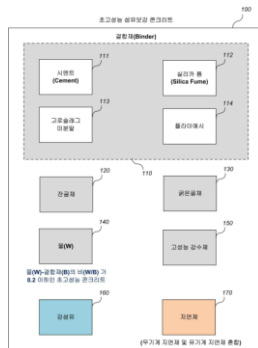 100
초고성능 섬유보강 콘크리트
결합재(Binder)
111
시멘트
(Cement)
112
실리카 퓸
(Silica Fume)
113
고로슬래그
미분말
114
플라이애시
110
120
잔골재
130
굵은골재
140
물(W)
150
고성능 감수제
물(W)-결합재(B)의 비(W/B)가
0.2 이하인 초고성능 콘크리트
160
강섬유
170
지연제
(무기계 지연제 및 유기계 지연제 혼합)